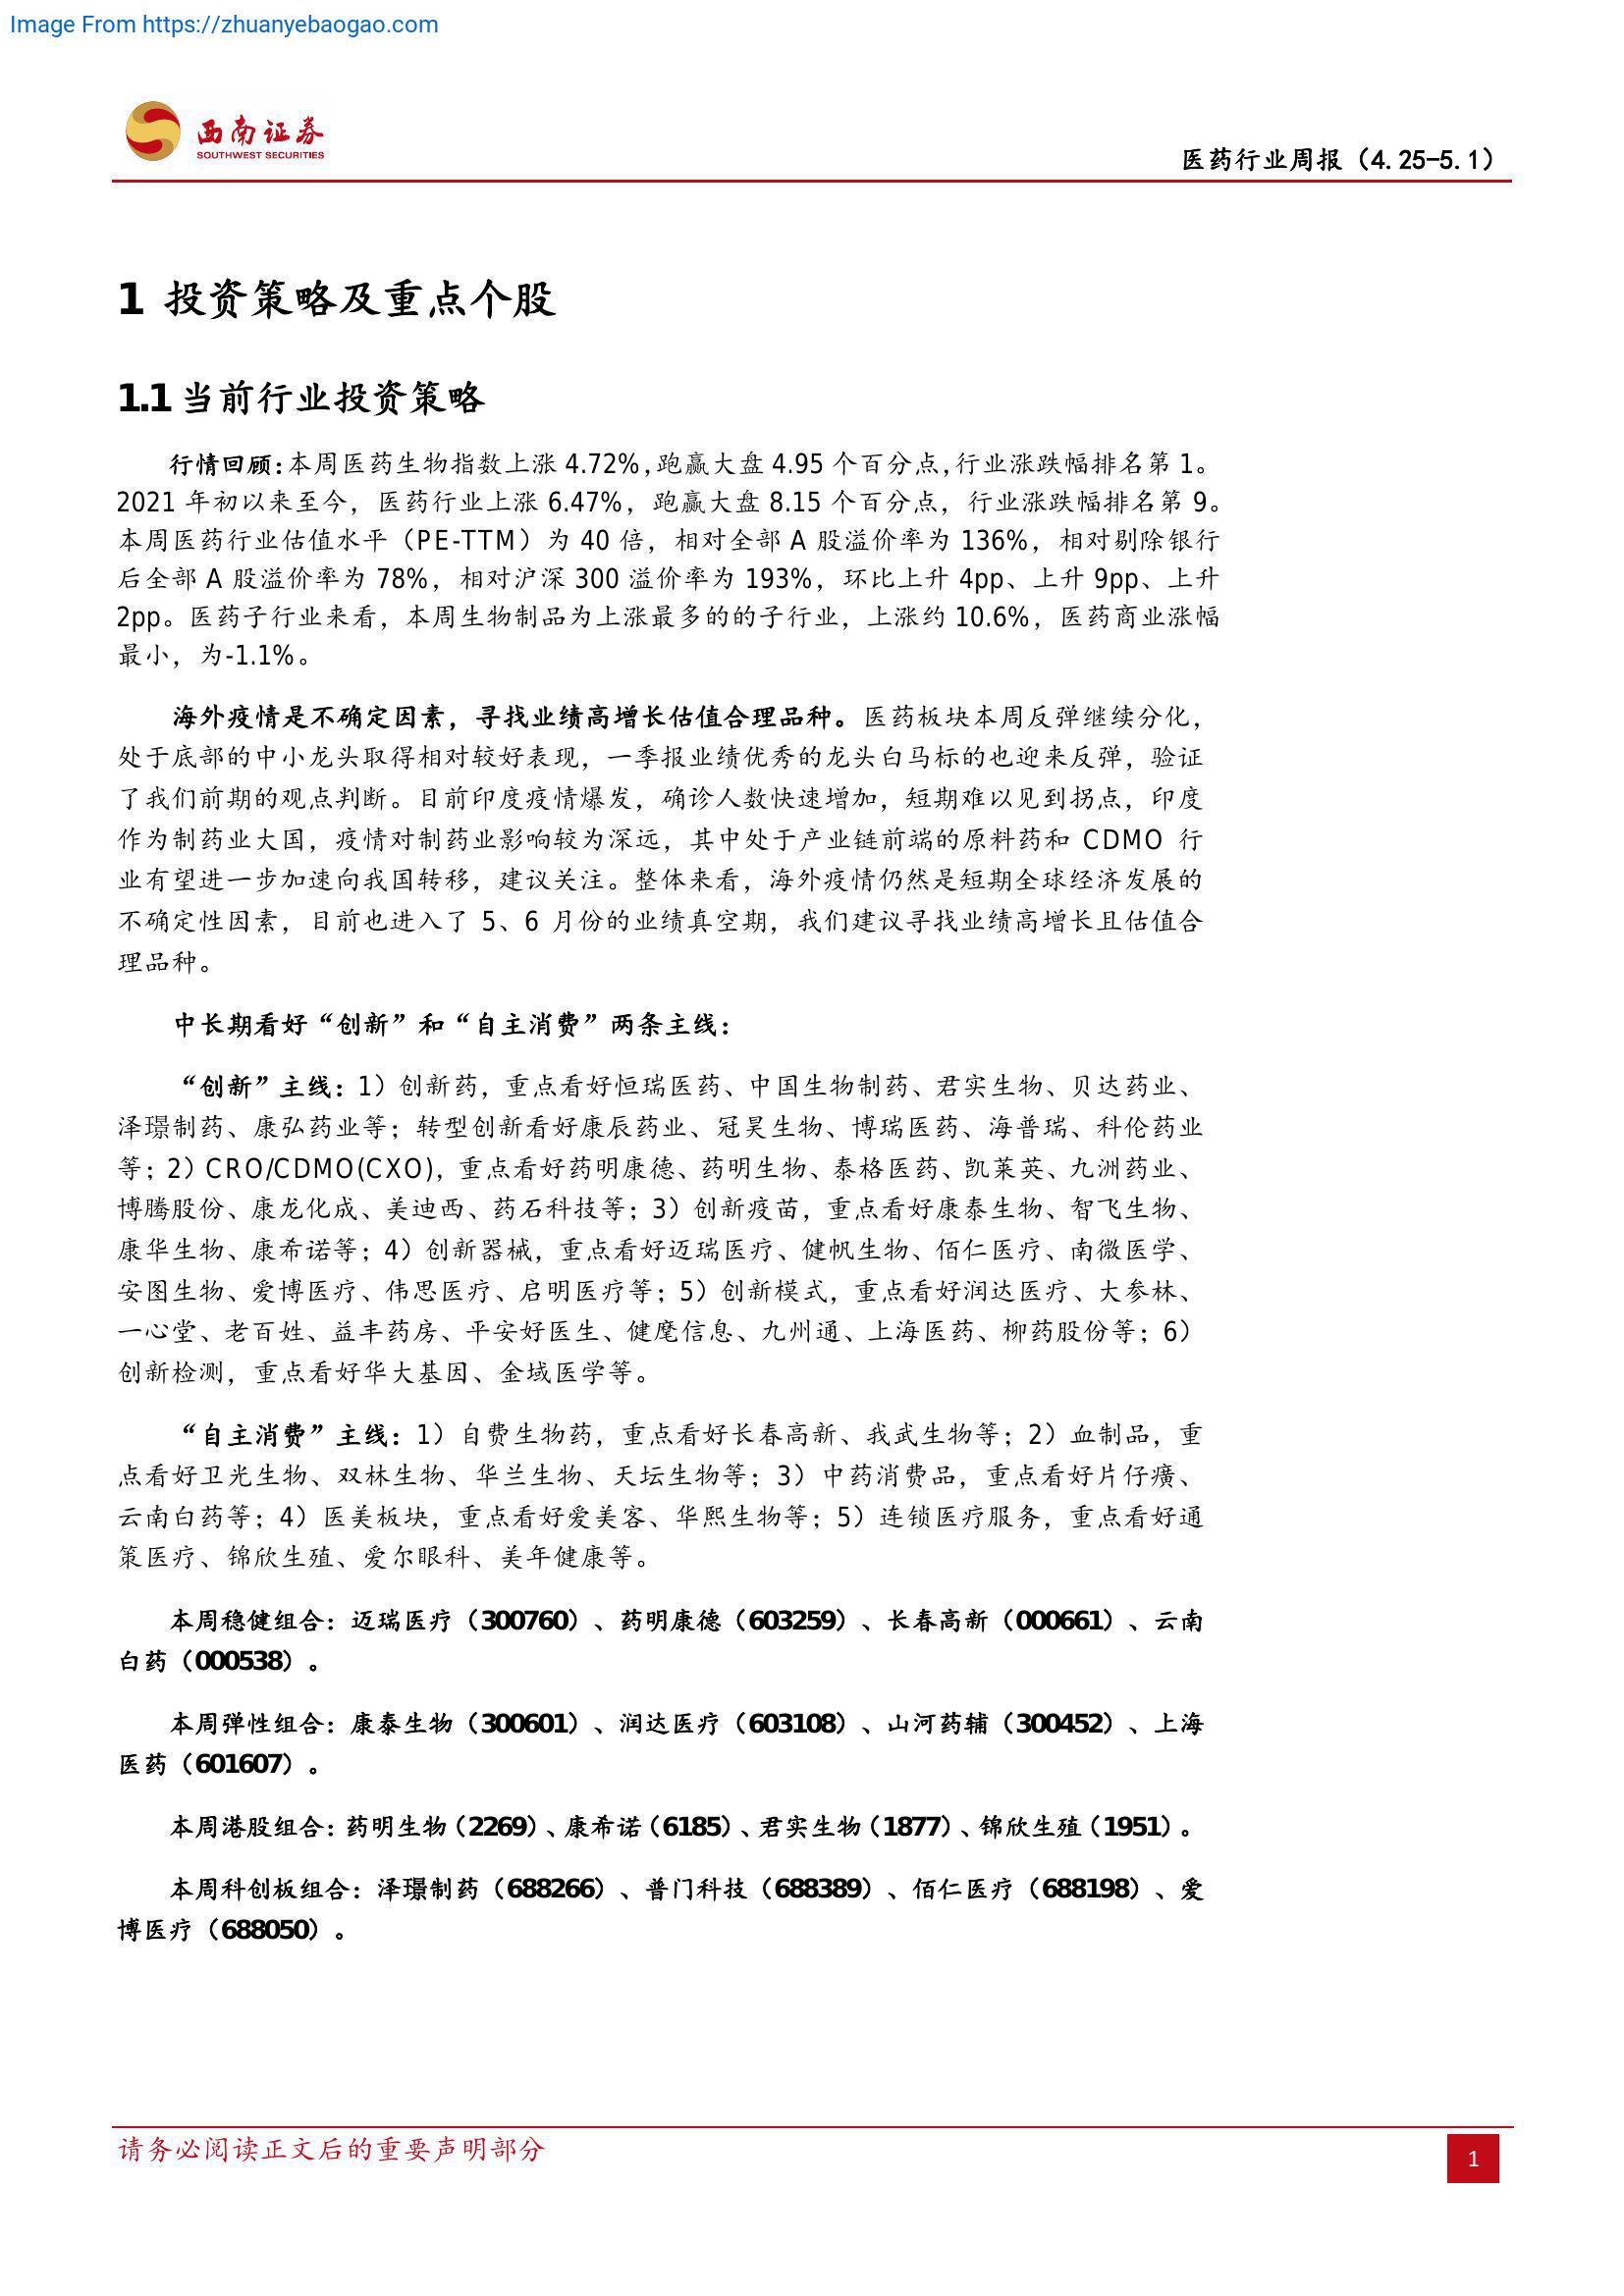 Image From https://zhuanyebaogao.com
西南证券
SOUTHWEST SECURITIES
医药行业周报（4.25-5.1）
1 投资策略及重点个股
1.1 当前行业投资策略
行情回顾：本周医药生物指数上涨 4.72%，跑赢大盘 4.95 个百分点，行业涨跌幅排名第 1。
2021 年初以来至今，医药行业上涨 6.47%，跑赢大盘 8.15 个百分点，行业涨跌幅排名第 9。
本周医药行业估值水平（PE-TTM）为 40 倍，相对全部 A 股溢价率为 136%，相对剔除银行
后全部 A 股溢价率为 78%，相对沪深 300 溢价率为 193%，环比上升 4pp、上升 9pp、上升
2pp。医药子行业来看，本周生物制品为上涨最多的的子行业，上涨约 10.6%，医药商业涨幅
最小，为-1.1%。
海外疫情是不确定因素，寻找业绩高增长估值合理品种。医药板块本周反弹继续分化，
处于底部的中小龙头取得相对较好表现，一季报业绩优秀的龙头白马标的也迎来反弹，验证
了我们前期的观点判断。目前印度疫情爆发，确诊人数快速增加，短期难以见到拐点，印度
作为制药业大国，疫情对制药业影响较为深远，其中处于产业链前端的原料药和 CDMO 行
业有望进一步加速向我国转移，建议关注。整体来看，海外疫情仍然是短期全球经济发展的
不确定性因素，目前也进入了 5、6 月份的业绩真空期，我们建议寻找业绩高增长且估值合
理品种。
中长期看好“创新”和“自主消费”两条主线：
“创新”主线：1）创新药，重点看好恒瑞医药、中国生物制药、君实生物、贝达药业、
泽璟制药、康弘药业等；转型创新看好康辰药业、冠昊生物、博瑞医药、海普瑞、科伦药业
等；2）CRO/CDMO(CXO)，重点看好药明康德、药明生物、泰格医药、凯莱英、九洲药业、
博腾股份、康龙化成、美迪西、药石科技等；3）创新疫苗，重点看好康泰生物、智飞生物、
康华生物、康希诺等；4）创新器械，重点看好迈瑞医疗、健帆生物、佰仁医疗、南微医学、
安图生物、爱博医疗、伟思医疗、启明医疗等；5）创新模式，重点看好润达医疗、大参林、
一心堂、老百姓、益丰药房、平安好医生、健麾信息、九州通、上海医药、柳药股份等；6）
创新检测，重点看好华大基因、金域医学等。
“自主消费”主线：1）自费生物药，重点看好长春高新、我武生物等；2）血制品，重
点看好卫光生物、双林生物、华兰生物、天坛生物等；3）中药消费品，重点看好片仔癀、
云南白药等；4）医美板块，重点看好爱美客、华熙生物等；5）连锁医疗服务，重点看好通
策医疗、锦欣生殖、爱尔眼科、美年健康等。
本周稳健组合：迈瑞医疗（300760）、药明康德（603259）、长春高新（000661）、云南
白药（000538）。
本周弹性组合：康泰生物（300601）、润达医疗（603108）、山河药辅（300452）、上海
医药（601607）。
本周港股组合：药明生物（2269）、康希诺（6185）、君实生物（1877）、锦欣生殖（1951）。
本周科创板组合：泽璟制药（688266）、普门科技（688389）、佰仁医疗（688198）、爱
博医疗（688050）。
请务必阅读正文后的重要声明部分
1